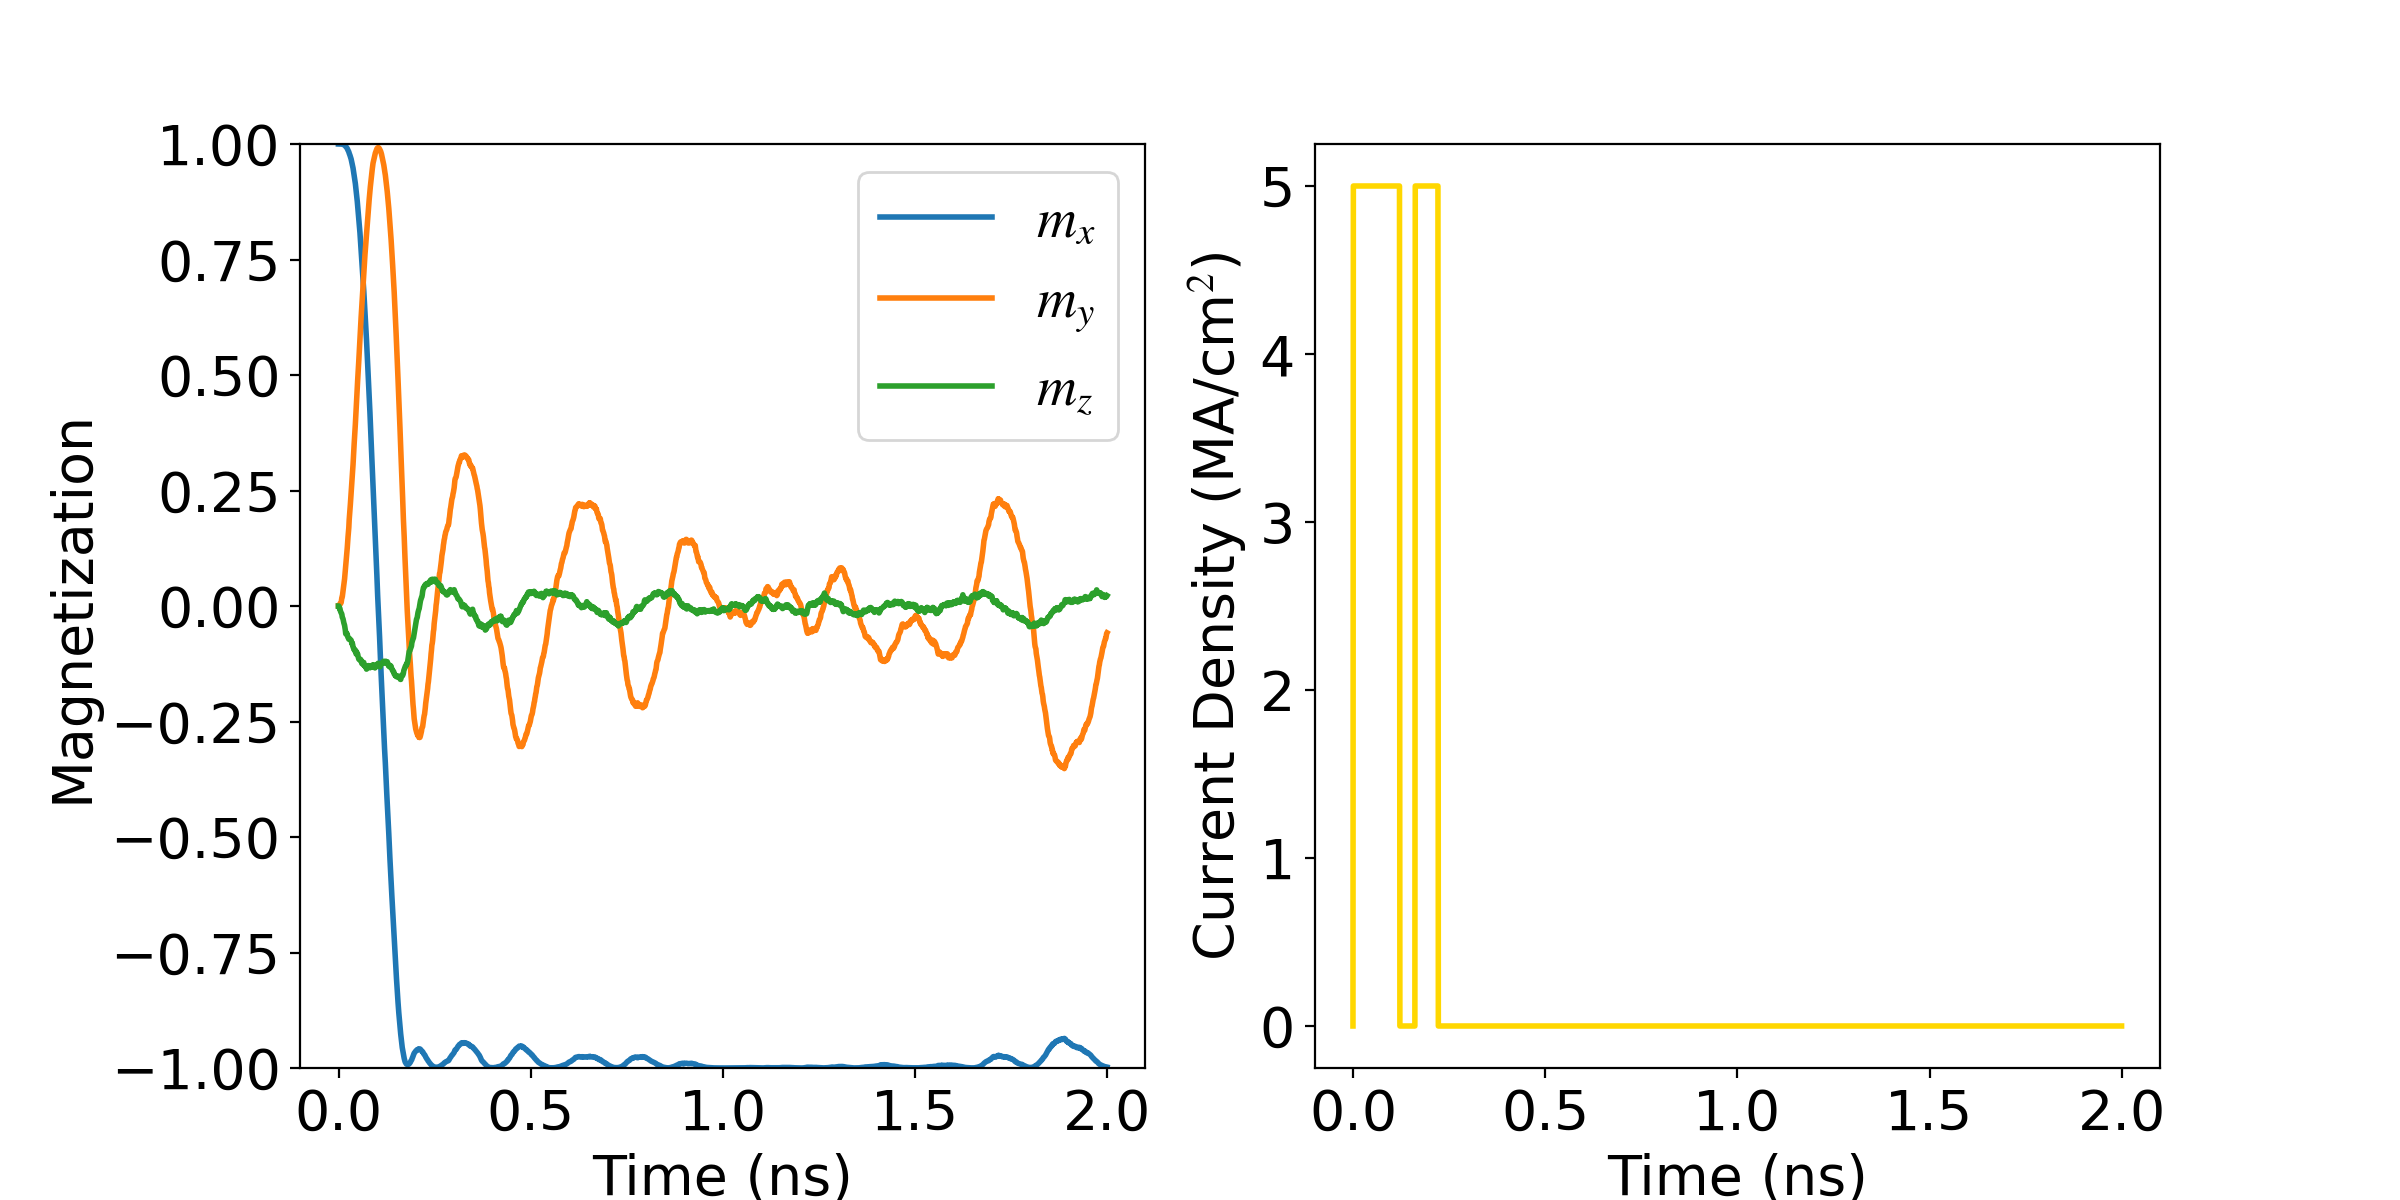 1.00
0.75
0.50
0.25
0.00
−0.25
−0.50
−0.75
−1.00
Magnetization
0.0 0.5 1.0 1.5 2.0
Time (ns)
mₓ
m_y
m_z
5
4
3
2
1
0
Current Density (MA/cm²)
0.0 0.5 1.0 1.5 2.0
Time (ns)